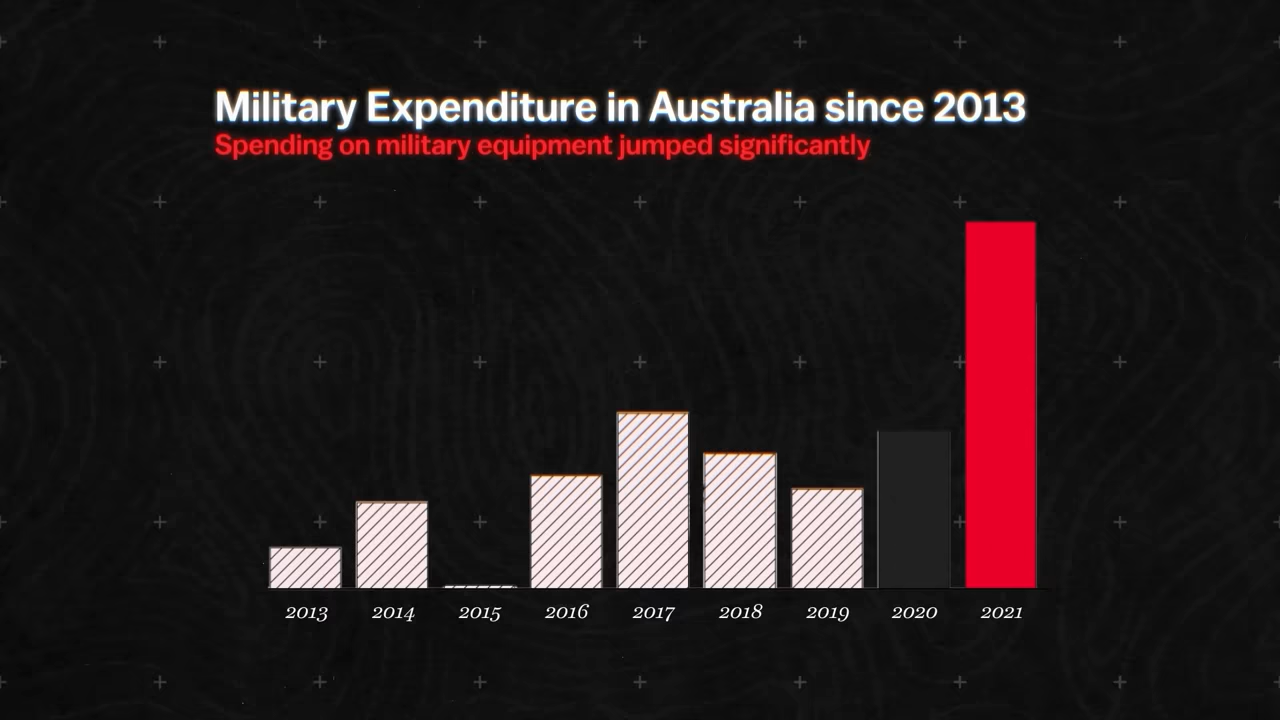 Military Expenditure in Australia since 2013
Spending on military equipment jumped significantly
2013 2014 2015 2016 2017 2018 2019 2020 2021